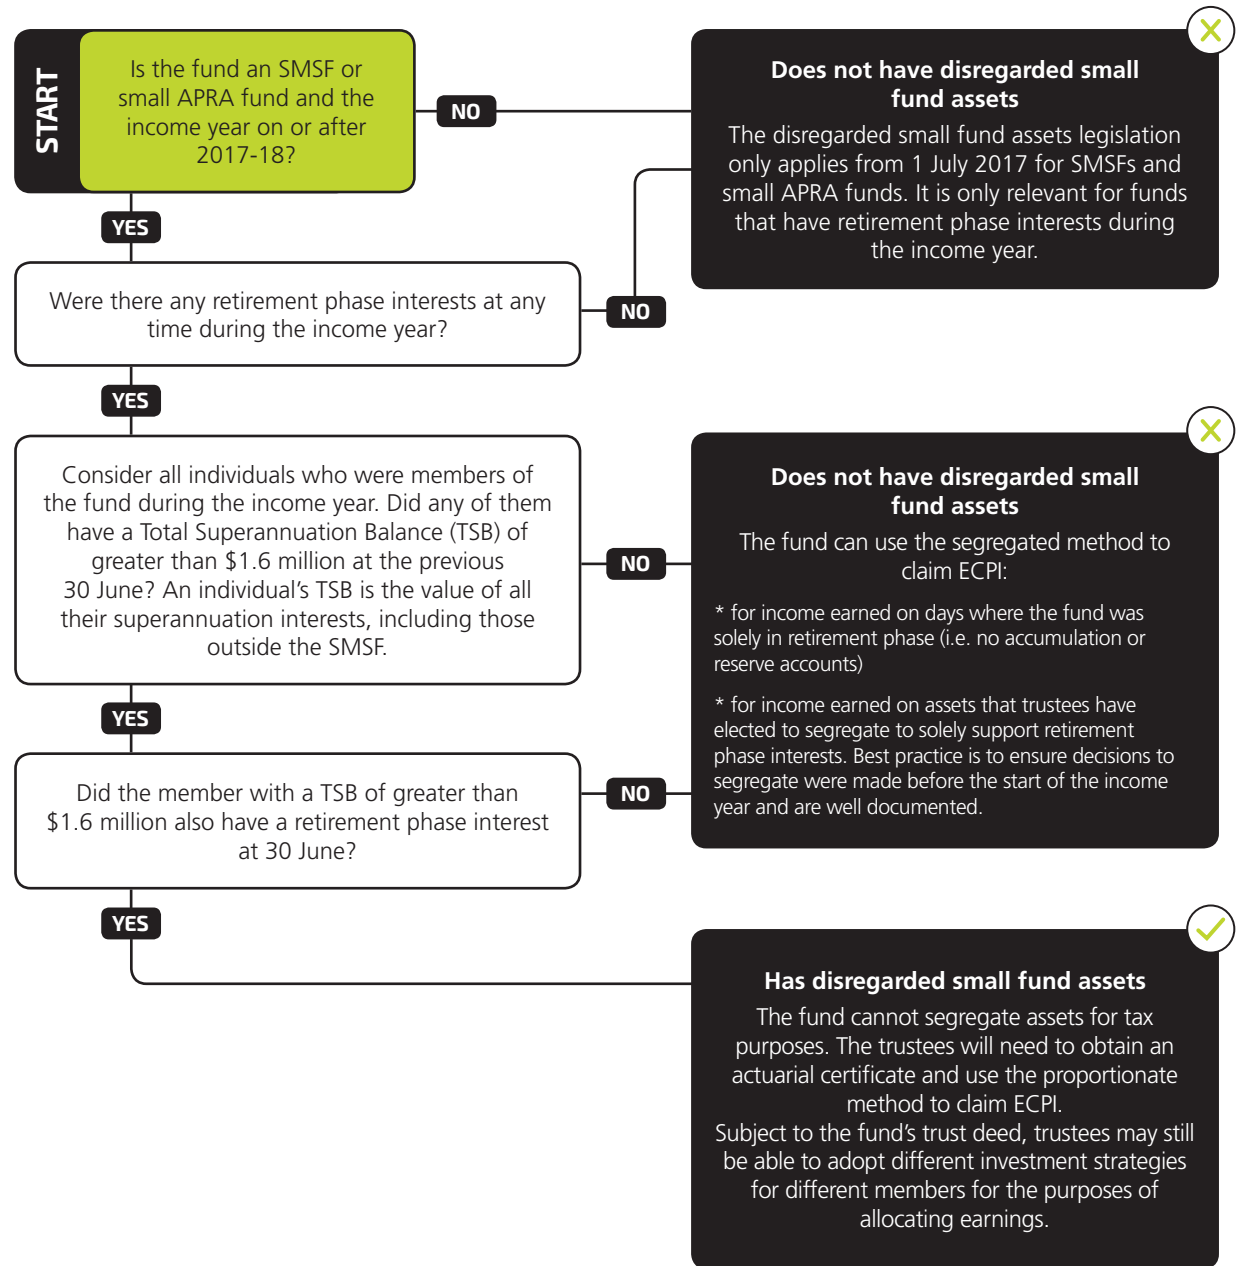 START
Is the fund an SMSF or
small APRA fund and the
income year on or after
2017-18?
NO
Does not have disregarded small
fund assets
The disregarded small fund assets legislation
only applies from 1 July 2017 for SMSFs and
small APRA funds. It is only relevant for funds
that have retirement phase interests during
the income year.
YES
Were there any retirement phase interests at any
time during the income year?
NO
YES
Consider all individuals who were members of
the fund during the income year. Did any of them
have a Total Superannuation Balance (TSB) of
greater than $1.6 million at the previous
30 June? An individual’s TSB is the value of all
their superannuation interests, including those
outside the SMSF.
NO
Does not have disregarded small
fund assets
The fund can use the segregated method to
claim ECPI:
* for income earned on days where the fund was
solely in retirement phase (i.e. no accumulation or
reserve accounts)
* for income earned on assets that trustees have
elected to segregate to solely support retirement
phase interests. Best practice is to ensure decisions to
segregate were made before the start of the income
year and are well documented.
YES
Did the member with a TSB of greater than
$1.6 million also have a retirement phase interest
at 30 June?
NO
YES
Has disregarded small fund assets
The fund cannot segregate assets for tax
purposes. The trustees will need to obtain an
actuarial certificate and use the proportionate
method to claim ECPI.
Subject to the fund’s trust deed, trustees may still
be able to adopt different investment strategies
for different members for the purposes of
allocating earnings.